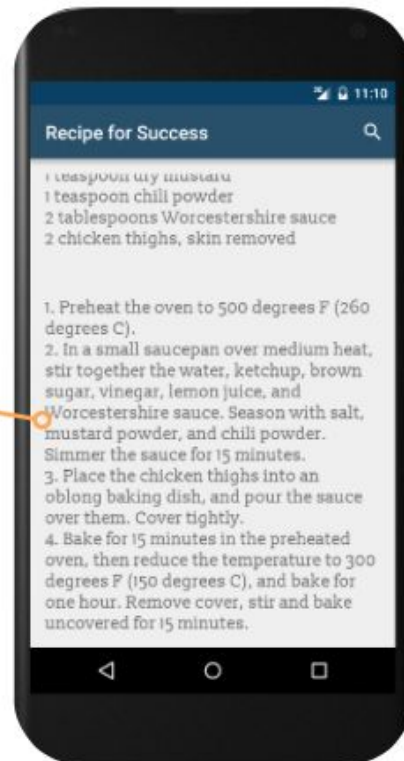 11:10
Recipe for Success
1 teaspoon dry mustard
1 teaspoon chili powder
2 tablespoons Worcestershire sauce
2 chicken thighs, skin removed
1. Preheat the oven to 500 degrees F (260
degrees C).
2. In a small saucepan over medium heat,
stir together the water, ketchup, brown
sugar, vinegar, lemon juice, and
Worcestershire sauce. Season with salt,
mustard powder, and chili powder.
Simmer the sauce for 15 minutes.
3. Place the chicken thighs into an
oblong baking dish, and pour the sauce
over them. Cover tightly.
4. Bake for 15 minutes in the preheated
oven, then reduce the temperature to 300
degrees F (150 degrees C), and bake for
one hour. Remove cover, stir and bake
uncovered for 15 minutes.